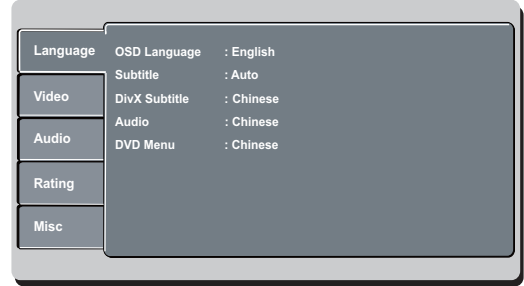 Language
Video
Audio
Rating
Misc
OSD Language : English
Subtitle : Auto
DivX Subtitle : Chinese
Audio : Chinese
DVD Menu : Chinese